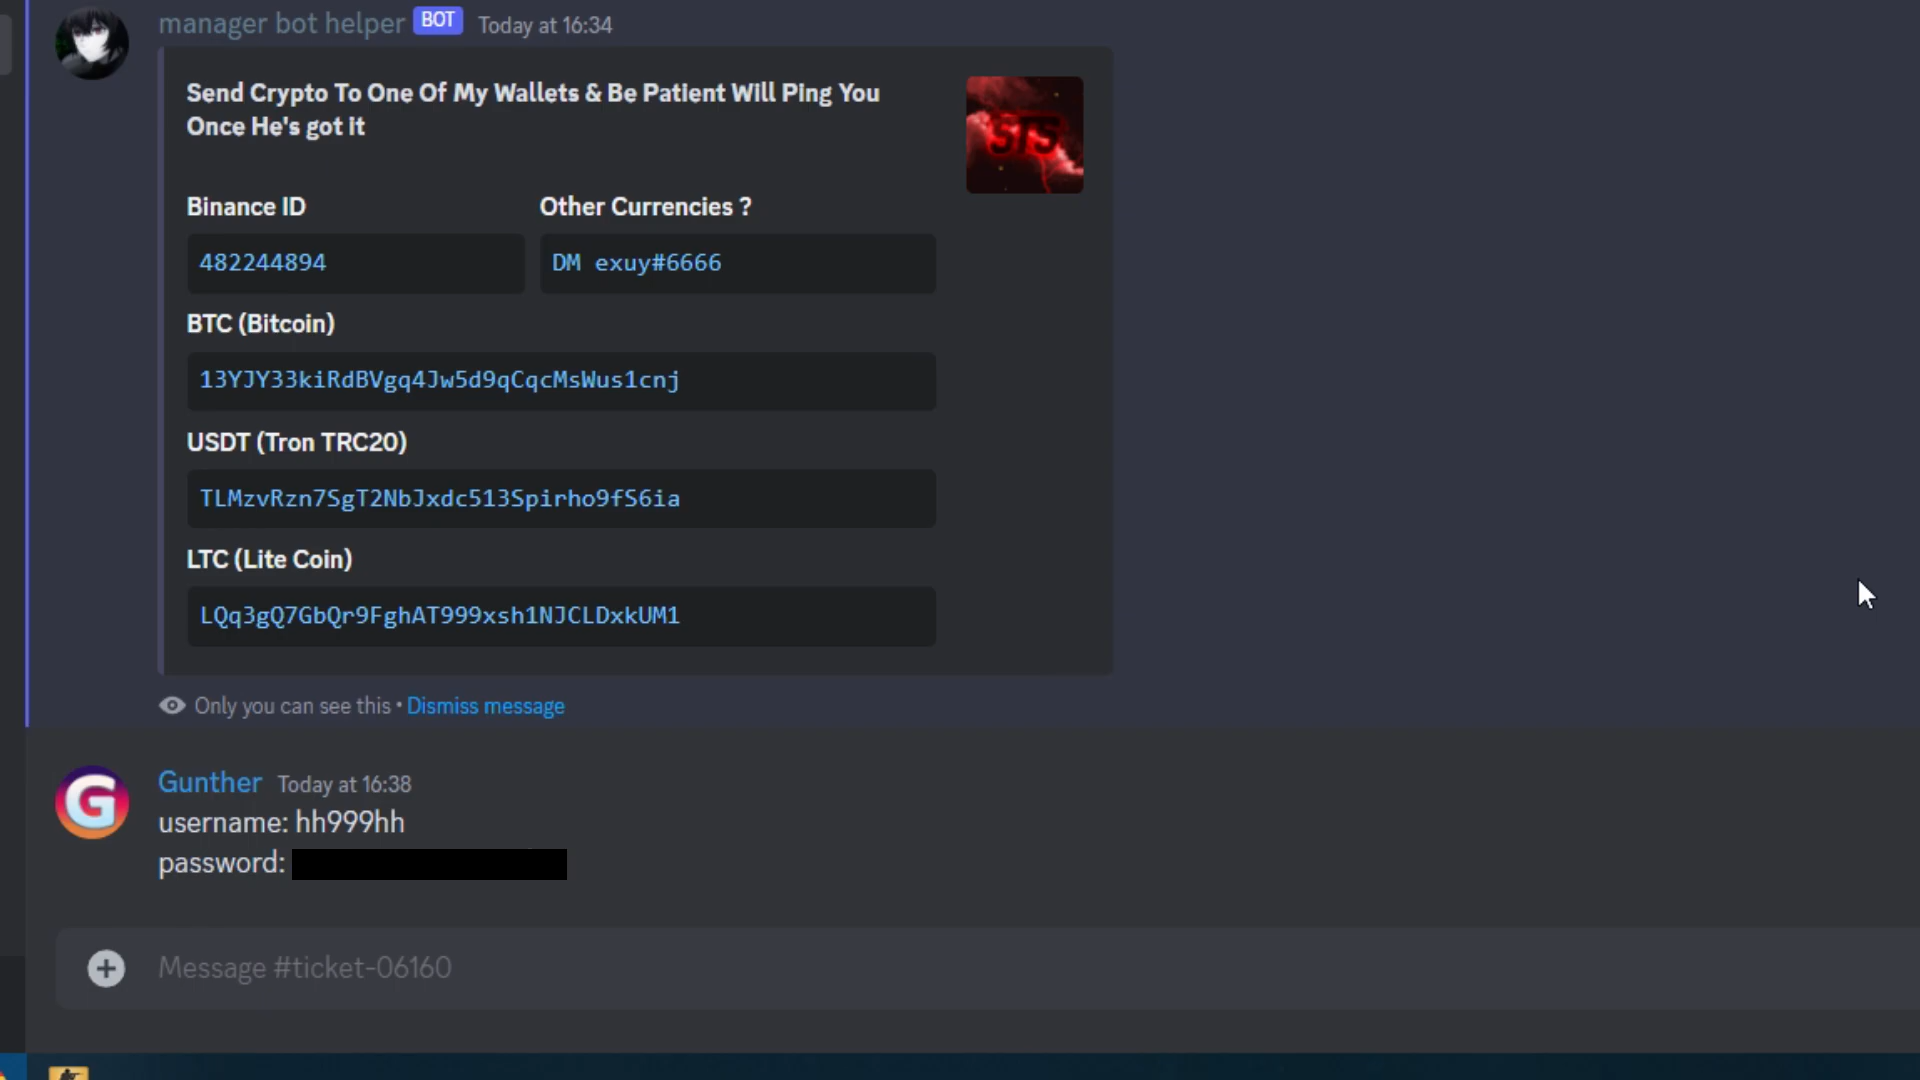 manager bot helper BOT Today at 16:34
Send Crypto To One Of My Wallets & Be Patient Will Ping You
Once He's got it
STS
Binance ID
Other Currencies ?
482244894
DM exuy#6666
BTC (Bitcoin)
13YJY33kiRdBVgq4Jw5d9qCqcMsWus1cnj
USDT (Tron TRC20)
TLMzvRzn7SgT2NbJxdc513Spirho9fS6ia
LTC (Lite Coin)
LQq3gQ7GbQr9FghAT999xsh1NJCLDxkUM1
Only you can see this • Dismiss message
G
Gunther Today at 16:38
username: hh999hh
password:
Message #ticket-06160